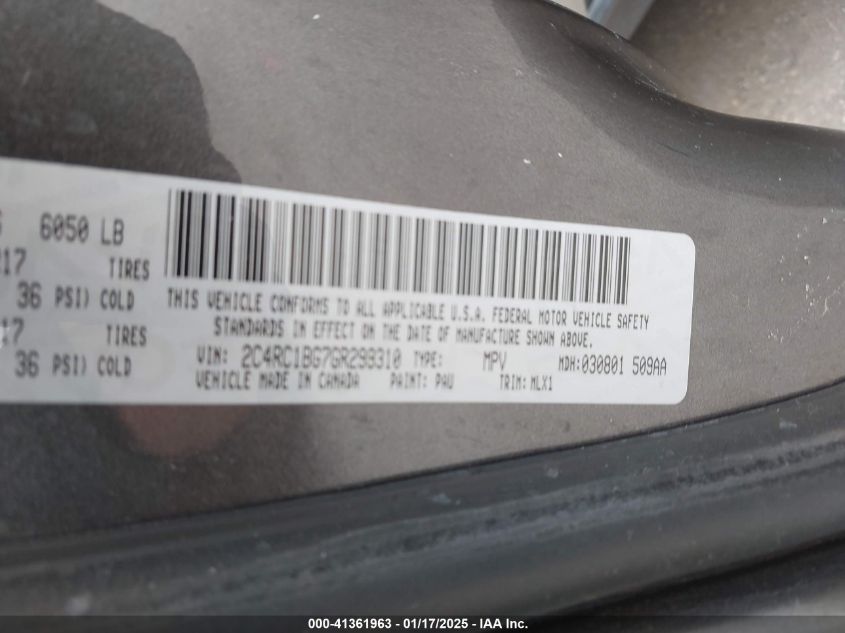 6050 LB
17 TIRES
36 PSI) COLD
17 TIRES
36 PSI) COLD
THIS VEHICLE CONFORMS TO ALL APPLICABLE U.S.A. FEDERAL MOTOR VEHICLE SAFETY
STANDARDS IN EFFECT ON THE DATE OF MANUFACTURE SHOWN ABOVE.
VIN: 2C4RC1BG7GR299310 TYPE: MPV MDH:030801 509AA
VEHICLE MADE IN CANADA PAINT: PAU TRIM: MLX1
000-41361963 - 01/17/2025 - IAA Inc.